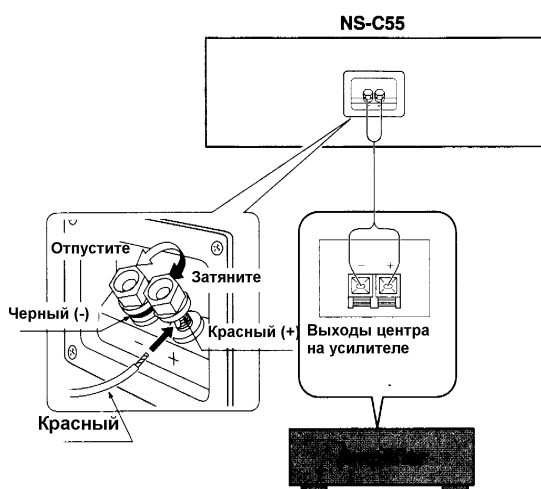 NS-C55
Отпустите
Затяните
Черный (-)
Красный (+)
Выходы центра
на усилителе
− +
− +
Красный